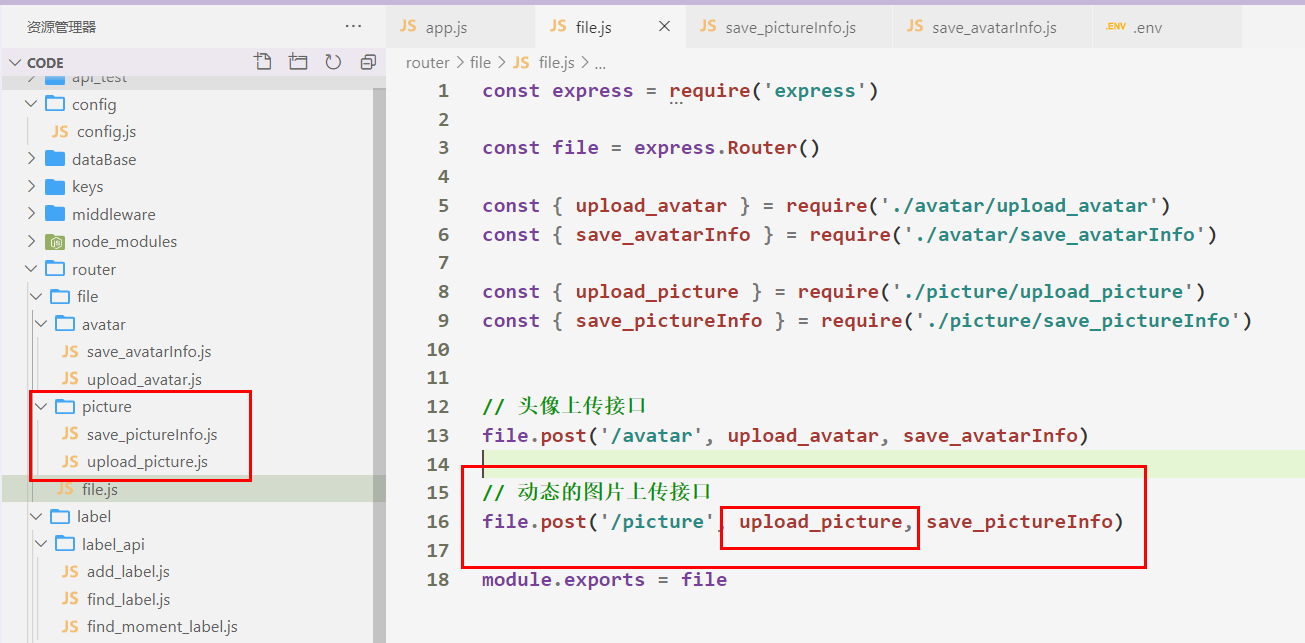 资源管理器 ···
CODE
api_test
config
JS config.js
dataBase
keys
middleware
node_modules
router
file
avatar
JS save_avatarInfo.js
JS upload_avatar.js
picture
JS save_pictureInfo.js
JS upload_picture.js
JS file.js
label
label_api
JS add_label.js
JS find_label.js
JS find_moment_label.js
JS app.js JS file.js JS save_pictureInfo.js JS save_avatarInfo.js .ENV .env
router > file > JS file.js > ...
1 const express = require('express')
2
3 const file = express.Router()
4
5 const { upload_avatar } = require('./avatar/upload_avatar')
6 const { save_avatarInfo } = require('./avatar/save_avatarInfo')
7
8 const { upload_picture } = require('./picture/upload_picture')
9 const { save_pictureInfo } = require('./picture/save_pictureInfo')
10
11
12 // 头像上传接口
13 file.post('/avatar', upload_avatar, save_avatarInfo)
14
15 // 动态的图片上传接口
16 file.post('/picture', upload_picture, save_pictureInfo)
17
18 module.exports = file